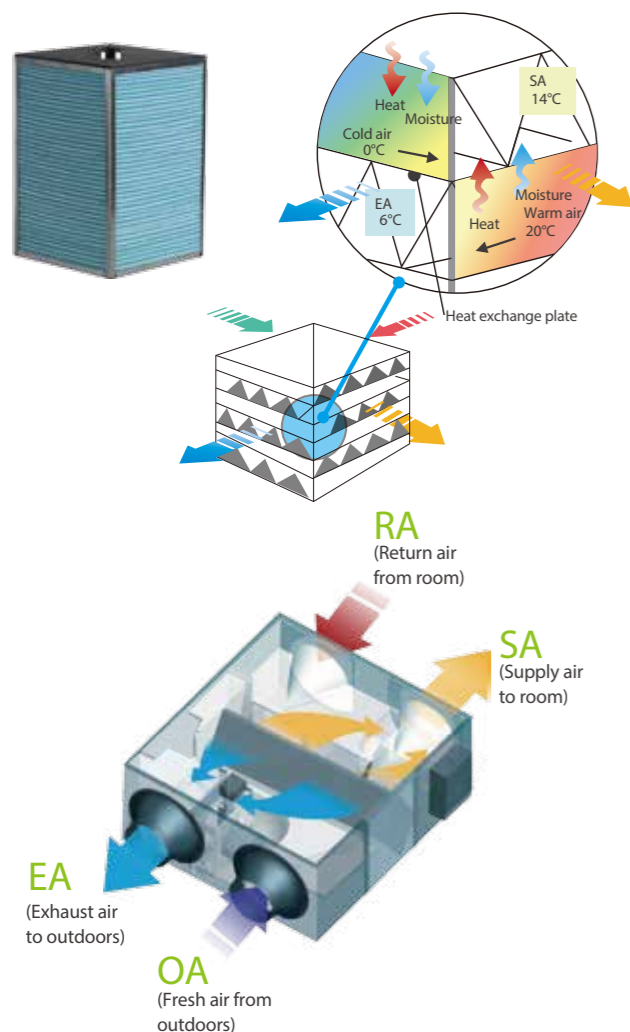 SA
14°C
Heat
Moisture
Cold air
0°C
EA
6°C
Moisture
Warm air
20°C
Heat
Heat exchange plate
RA
(Return air
from room)
SA
(Supply air
to room)
EA
(Exhaust air
to outdoors)
OA
(Fresh air from
outdoors)